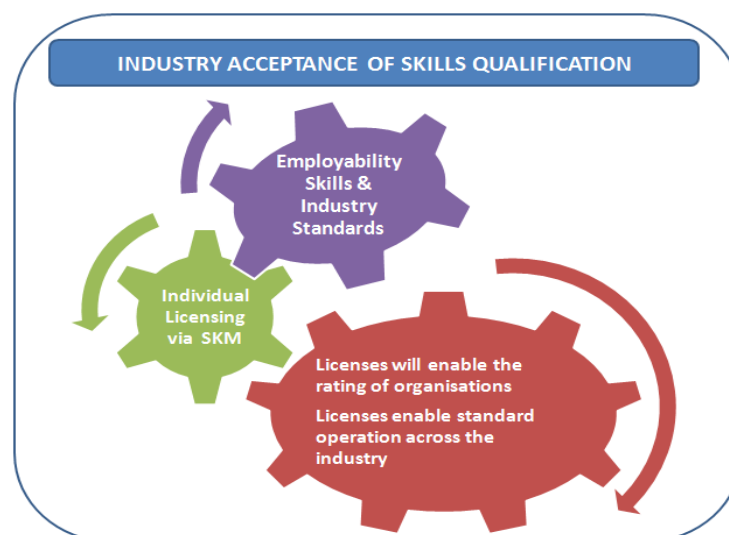 INDUSTRY ACCEPTANCE OF SKILLS QUALIFICATION
Employability
Skills &
Industry
Standards
Individual
Licensing
via SKM
Licenses will enable the
rating of organisations
Licenses enable standard
operation across the
industry